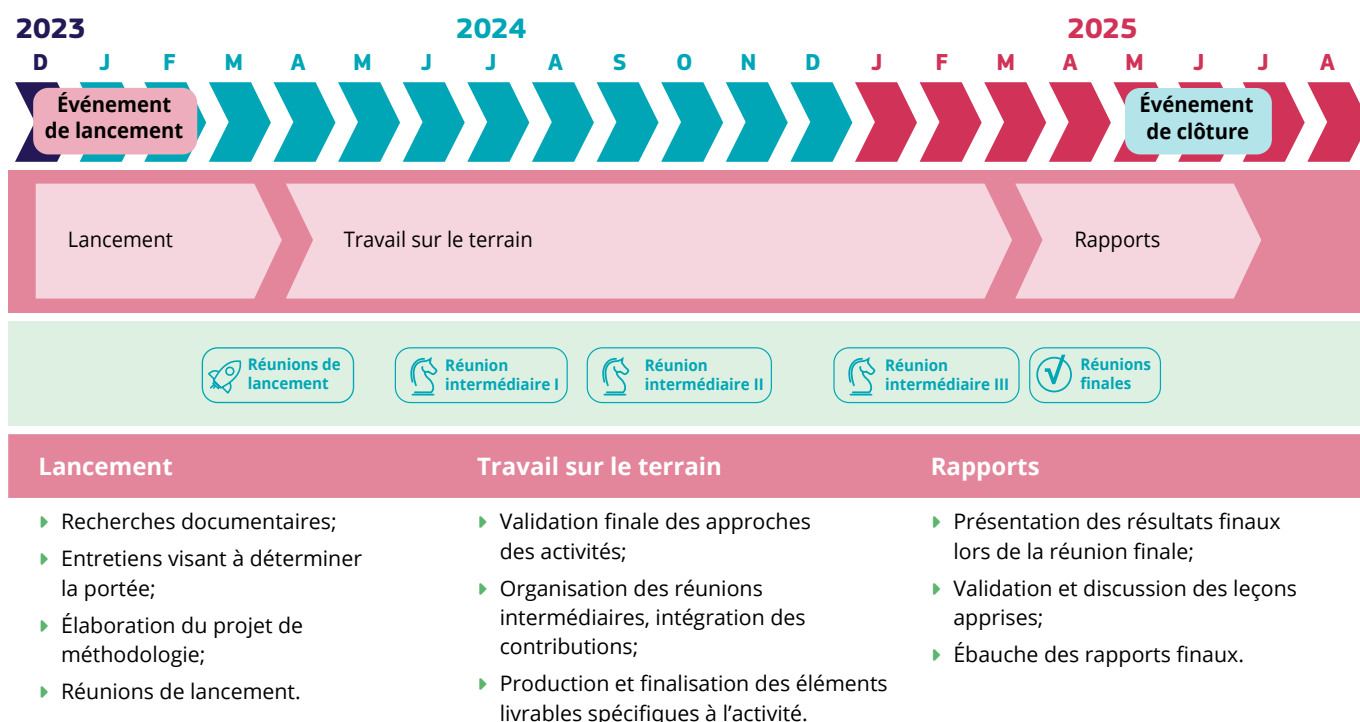 2023 2024 2025
D J F M A M J J A S O N D J F M A M J J A
Événement
de lancement
Événement
de clôture
Lancement
Travail sur le terrain
Rapports
Réunions de
lancement
Réunion
intermédiaire I
Réunion
intermédiaire II
Réunion
intermédiaire III
Réunions
finales
Lancement
Recherches documentaires;
Entretiens visant à déterminer
la portée;
Élaboration du projet de
méthodologie;
Réunions de lancement.
Travail sur le terrain
Validation finale des approches
des activités;
Organisation des réunions
intermédiaires, intégration des
contributions;
Production et finalisation des éléments
livrables spécifiques à l’activité.
Rapports
Présentation des résultats finaux
lors de la réunion finale;
Validation et discussion des leçons
apprises;
Ébauche des rapports finaux.